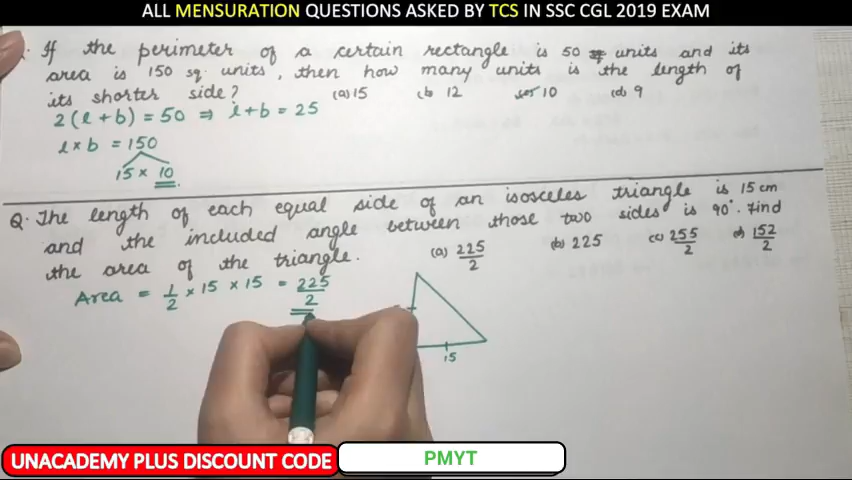 ALL MENSURATION QUESTIONS ASKED BY TCS IN SSC CGL 2019 EXAM
If the perimeter of a certain rectangle is 50 units and its
area is 150 sq. units, then how many units is the length of
its shorter side? (a) 15 (b) 12 (c) 10 (d) 9
2(l+b) = 50 ⇒ l+b = 25
l × b = 150
15 × 10
Q. The length of each equal side of an isosceles triangle is 15 cm
and the included angle between those two sides is 90°. Find
the area of the triangle. (a) 225/2 (b) 225 (c) 255/2 (d) 152/2
Area = 1/2 × 15 × 15 = 225/2
15
UNACADEMY PLUS DISCOUNT CODE PMYT